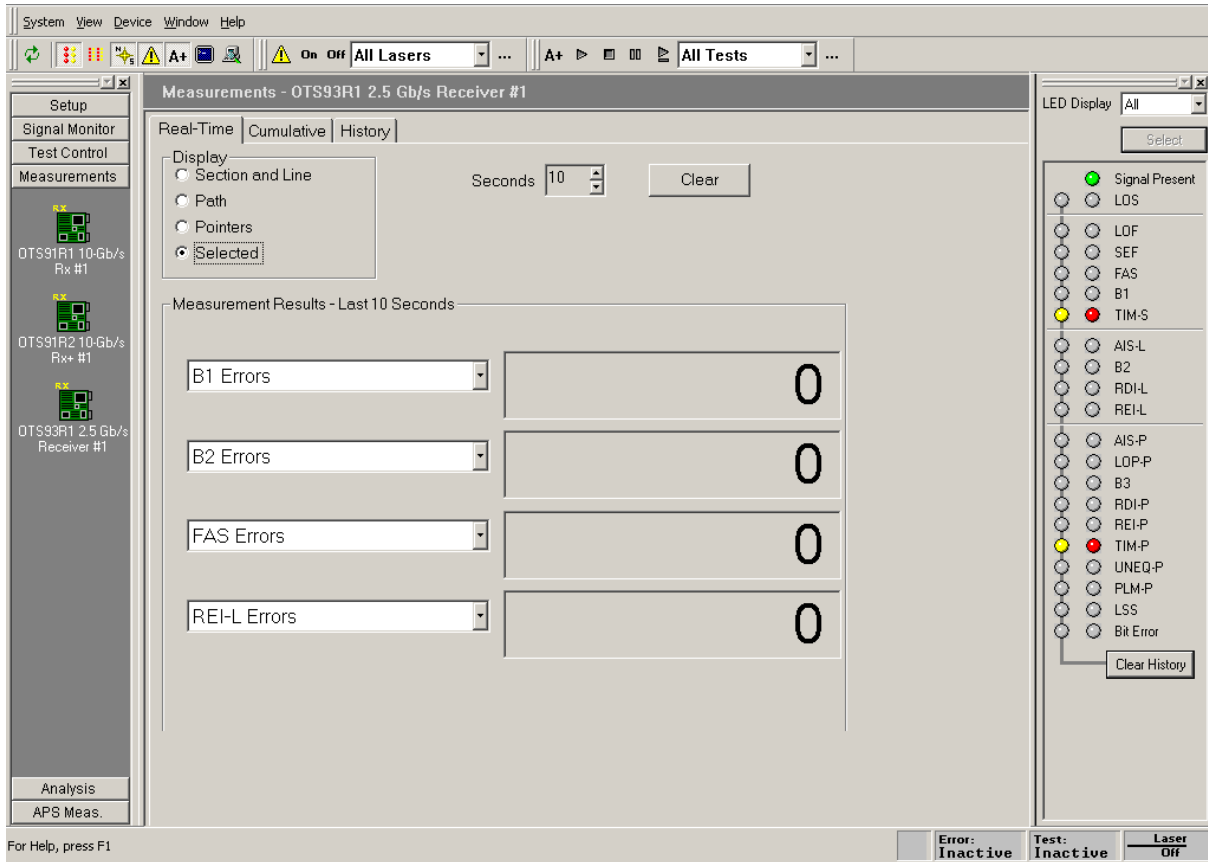 System View Device Window Help
A+ On Off All Lasers ... A+ All Tests ...
Setup
Signal Monitor
Test Control
Measurements
RX
OTS91R1 10-Gb/s
Rx #1
RX
OTS91R2 10-Gb/s
Rx+ #1
RX
OTS93R1 2.5 Gb/s
Receiver #1
Analysis
APS Meas.
Measurements - OTS93R1 2.5 Gb/s Receiver #1
Real-Time Cumulative History
Display
Section and Line
Path
Pointers
Selected
Seconds 10 Clear
Measurement Results - Last 10 Seconds
B1 Errors 0
B2 Errors 0
FAS Errors 0
REI-L Errors 0
LED Display All
Select
Signal Present
LOS
LOF
SEF
FAS
B1
TIM-S
AIS-L
B2
RDI-L
REI-L
AIS-P
LOP-P
B3
RDI-P
REI-P
TIM-P
UNEQ-P
PLM-P
LSS
Bit Error
Clear History
For Help, press F1
Error:
Inactive
Test:
Inactive
Laser
Off